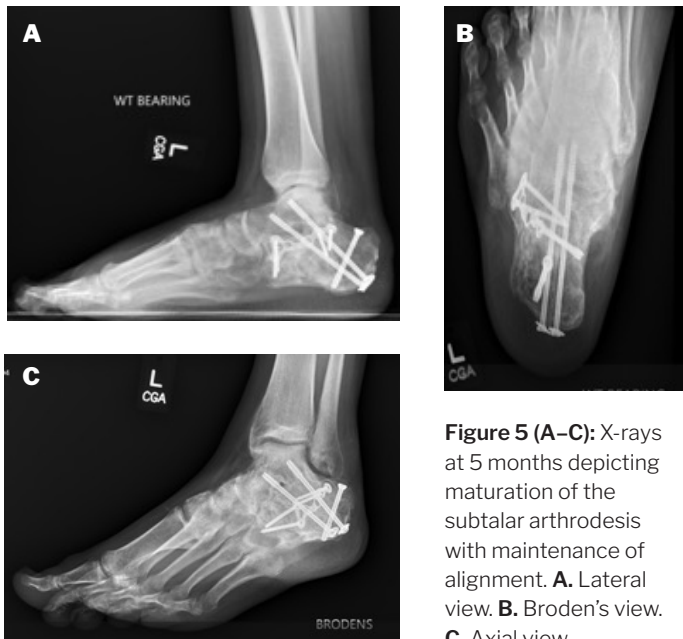 A
WT BEARING
L
CGA
B
L
CGA
C
L
CGA
BRODENS
Figure 5 (A–C): X-rays
at 5 months depicting
maturation of the
subtalar arthrodesis
with maintenance of
alignment. A. Lateral
view. B. Broden’s view.
C. Axial view